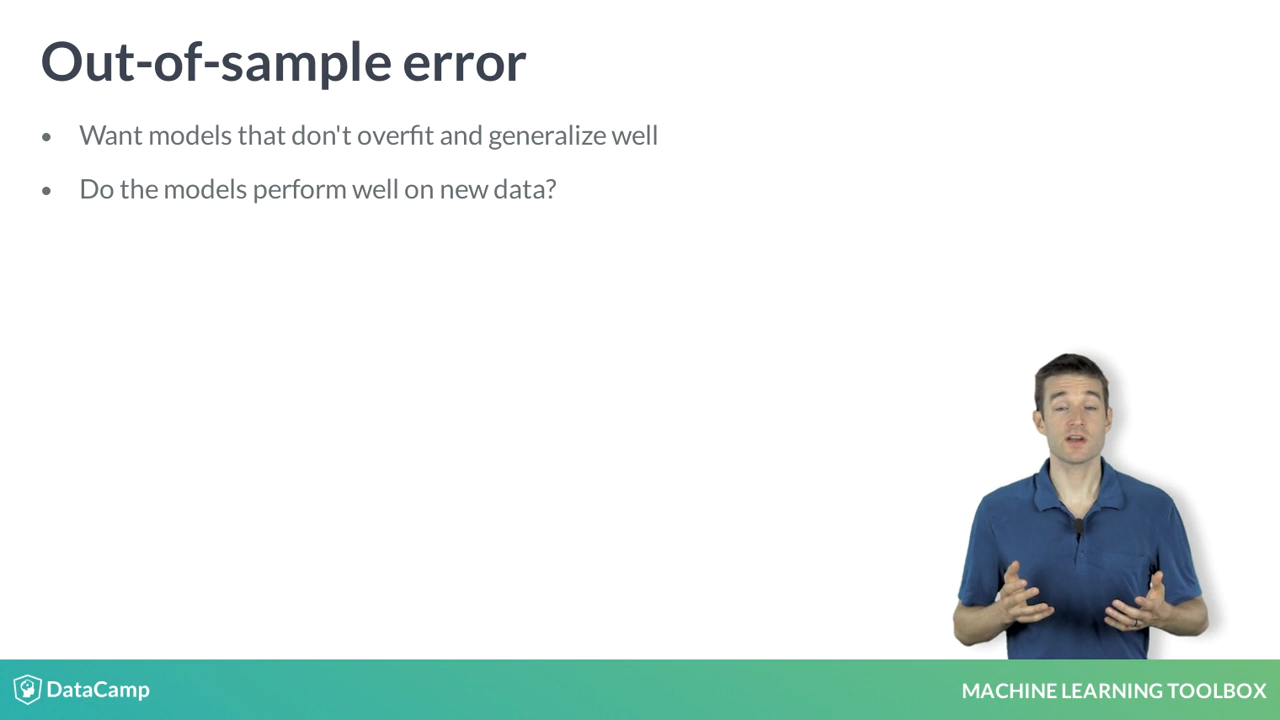 Out-of-sample error
• Want models that don't overfit and generalize well
• Do the models perform well on new data?
DataCamp
MACHINE LEARNING TOOLBOX